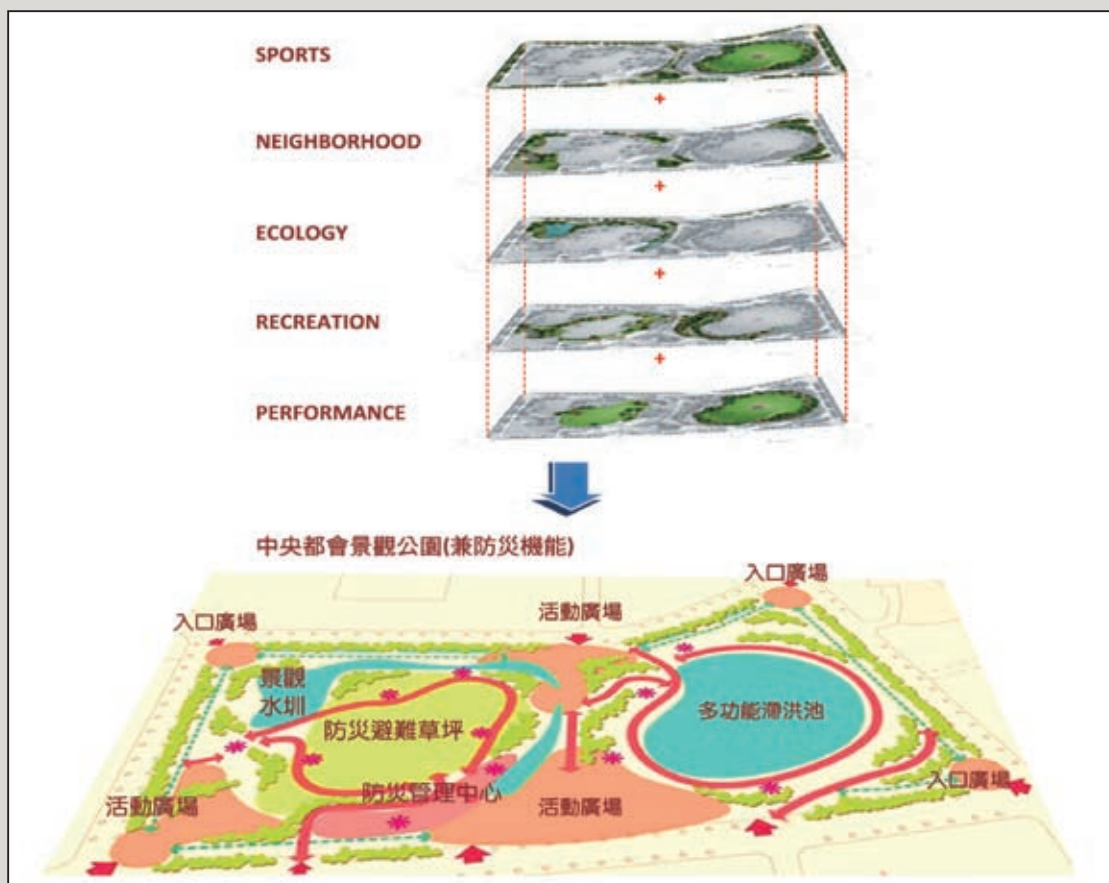 SPORTS
NEIGHBORHOOD
ECOLOGY
RECREATION
PERFORMANCE
中央都會景觀公園(兼防災機能)
入口廣場
活動廣場
入口廣場
景觀
水圳
防災避難草坪
多功能滯洪池
防災管理中心
活動廣場
活動廣場
入口廣場